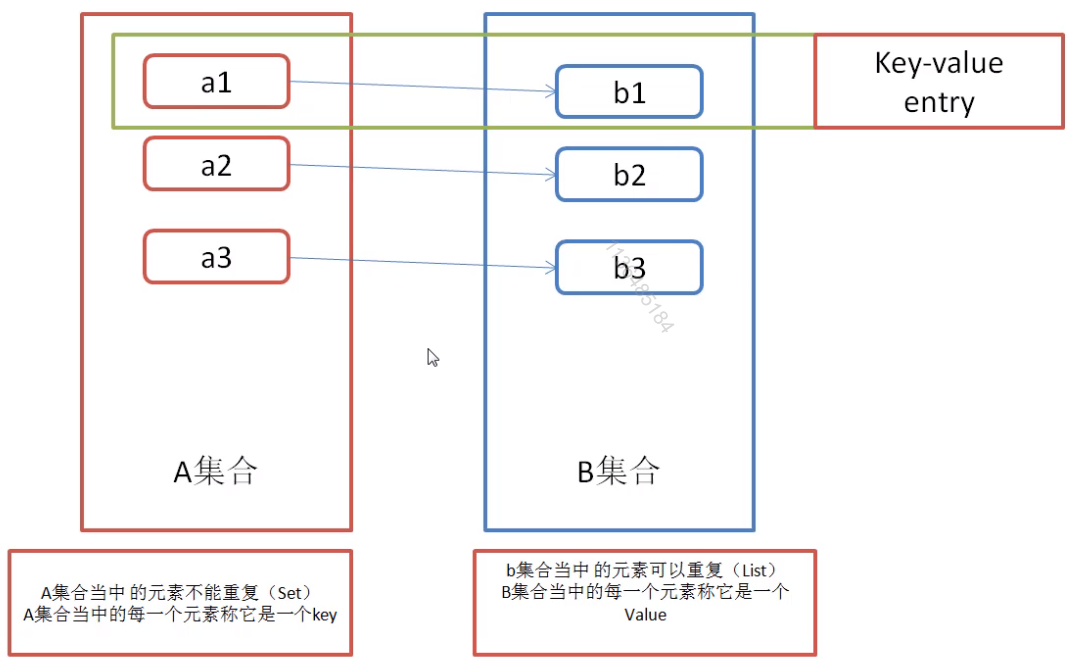 Key-value
entry
a1
b1
a2
b2
a3
b3
A集合
B集合
A集合当中 的元素不能重复（Set）
A集合当中的每一个元素称它是一个key
b集合当中 的元素可以重复（List）
B集合当中的每一个元素称它是一个
Value